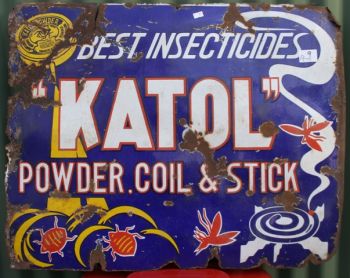 BEST INSECTICIDES
"KATOL"
POWDER, COIL & STICK